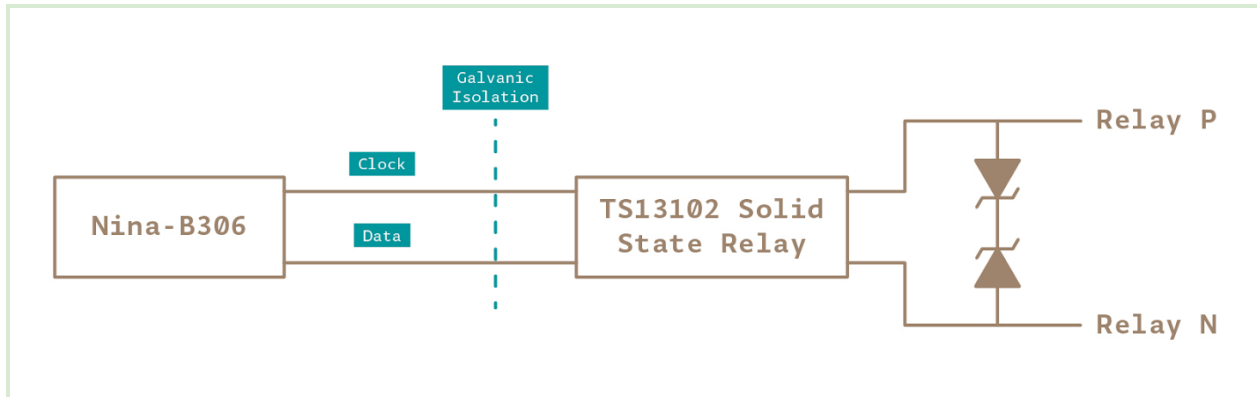 Galvanic
Isolation
Relay P
Clock
Nina-B306
TS13102 Solid
State Relay
Data
Relay N